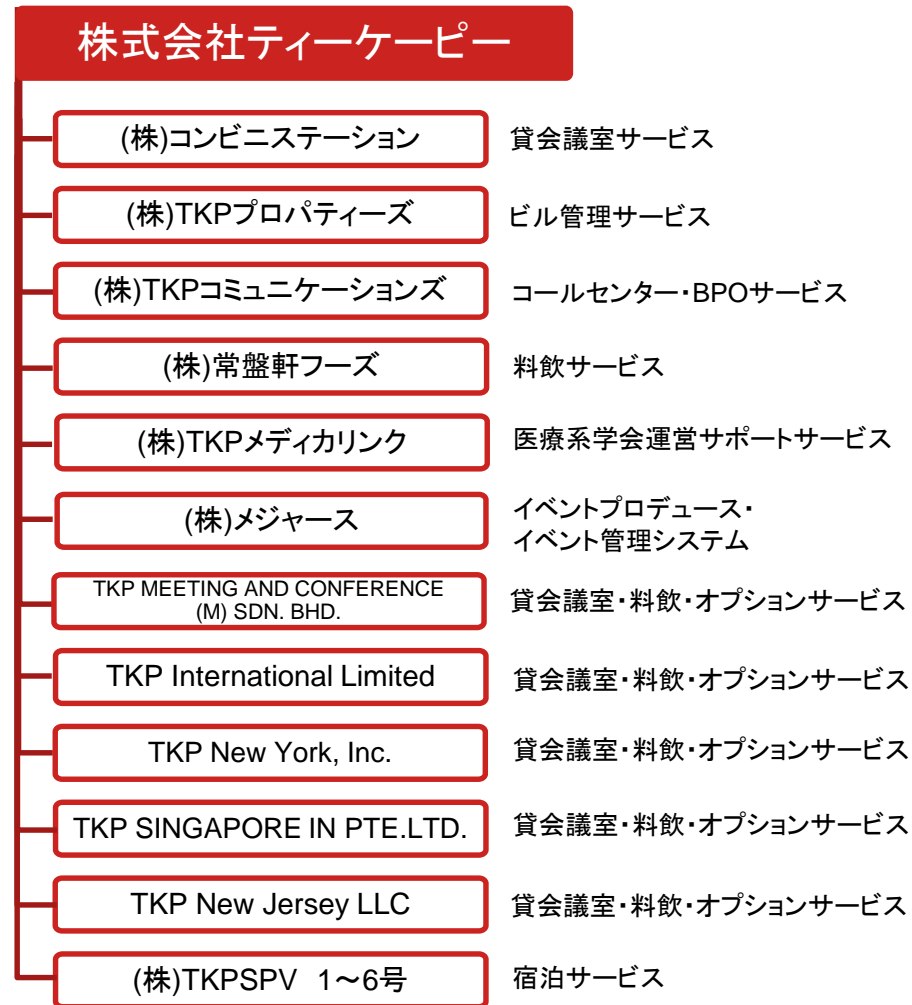 株式会社ティーケーピー
(株)コンビニステーション 貸会議室サービス
(株)TKPプロパティーズ ビル管理サービス
(株)TKPコミュニケーションズ コールセンター・BPOサービス
(株)常盤軒フーズ 料飲サービス
(株)TKPメディカリンク 医療系学会運営サポートサービス
(株)メジャース イベントプロデュース・
イベント管理システム
TKP MEETING AND CONFERENCE
(M) SDN. BHD. 貸会議室・料飲・オプションサービス
TKP International Limited 貸会議室・料飲・オプションサービス
TKP New York, Inc. 貸会議室・料飲・オプションサービス
TKP SINGAPORE IN PTE.LTD. 貸会議室・料飲・オプションサービス
TKP New Jersey LLC 貸会議室・料飲・オプションサービス
(株)TKPSPV 1～6号 宿泊サービス